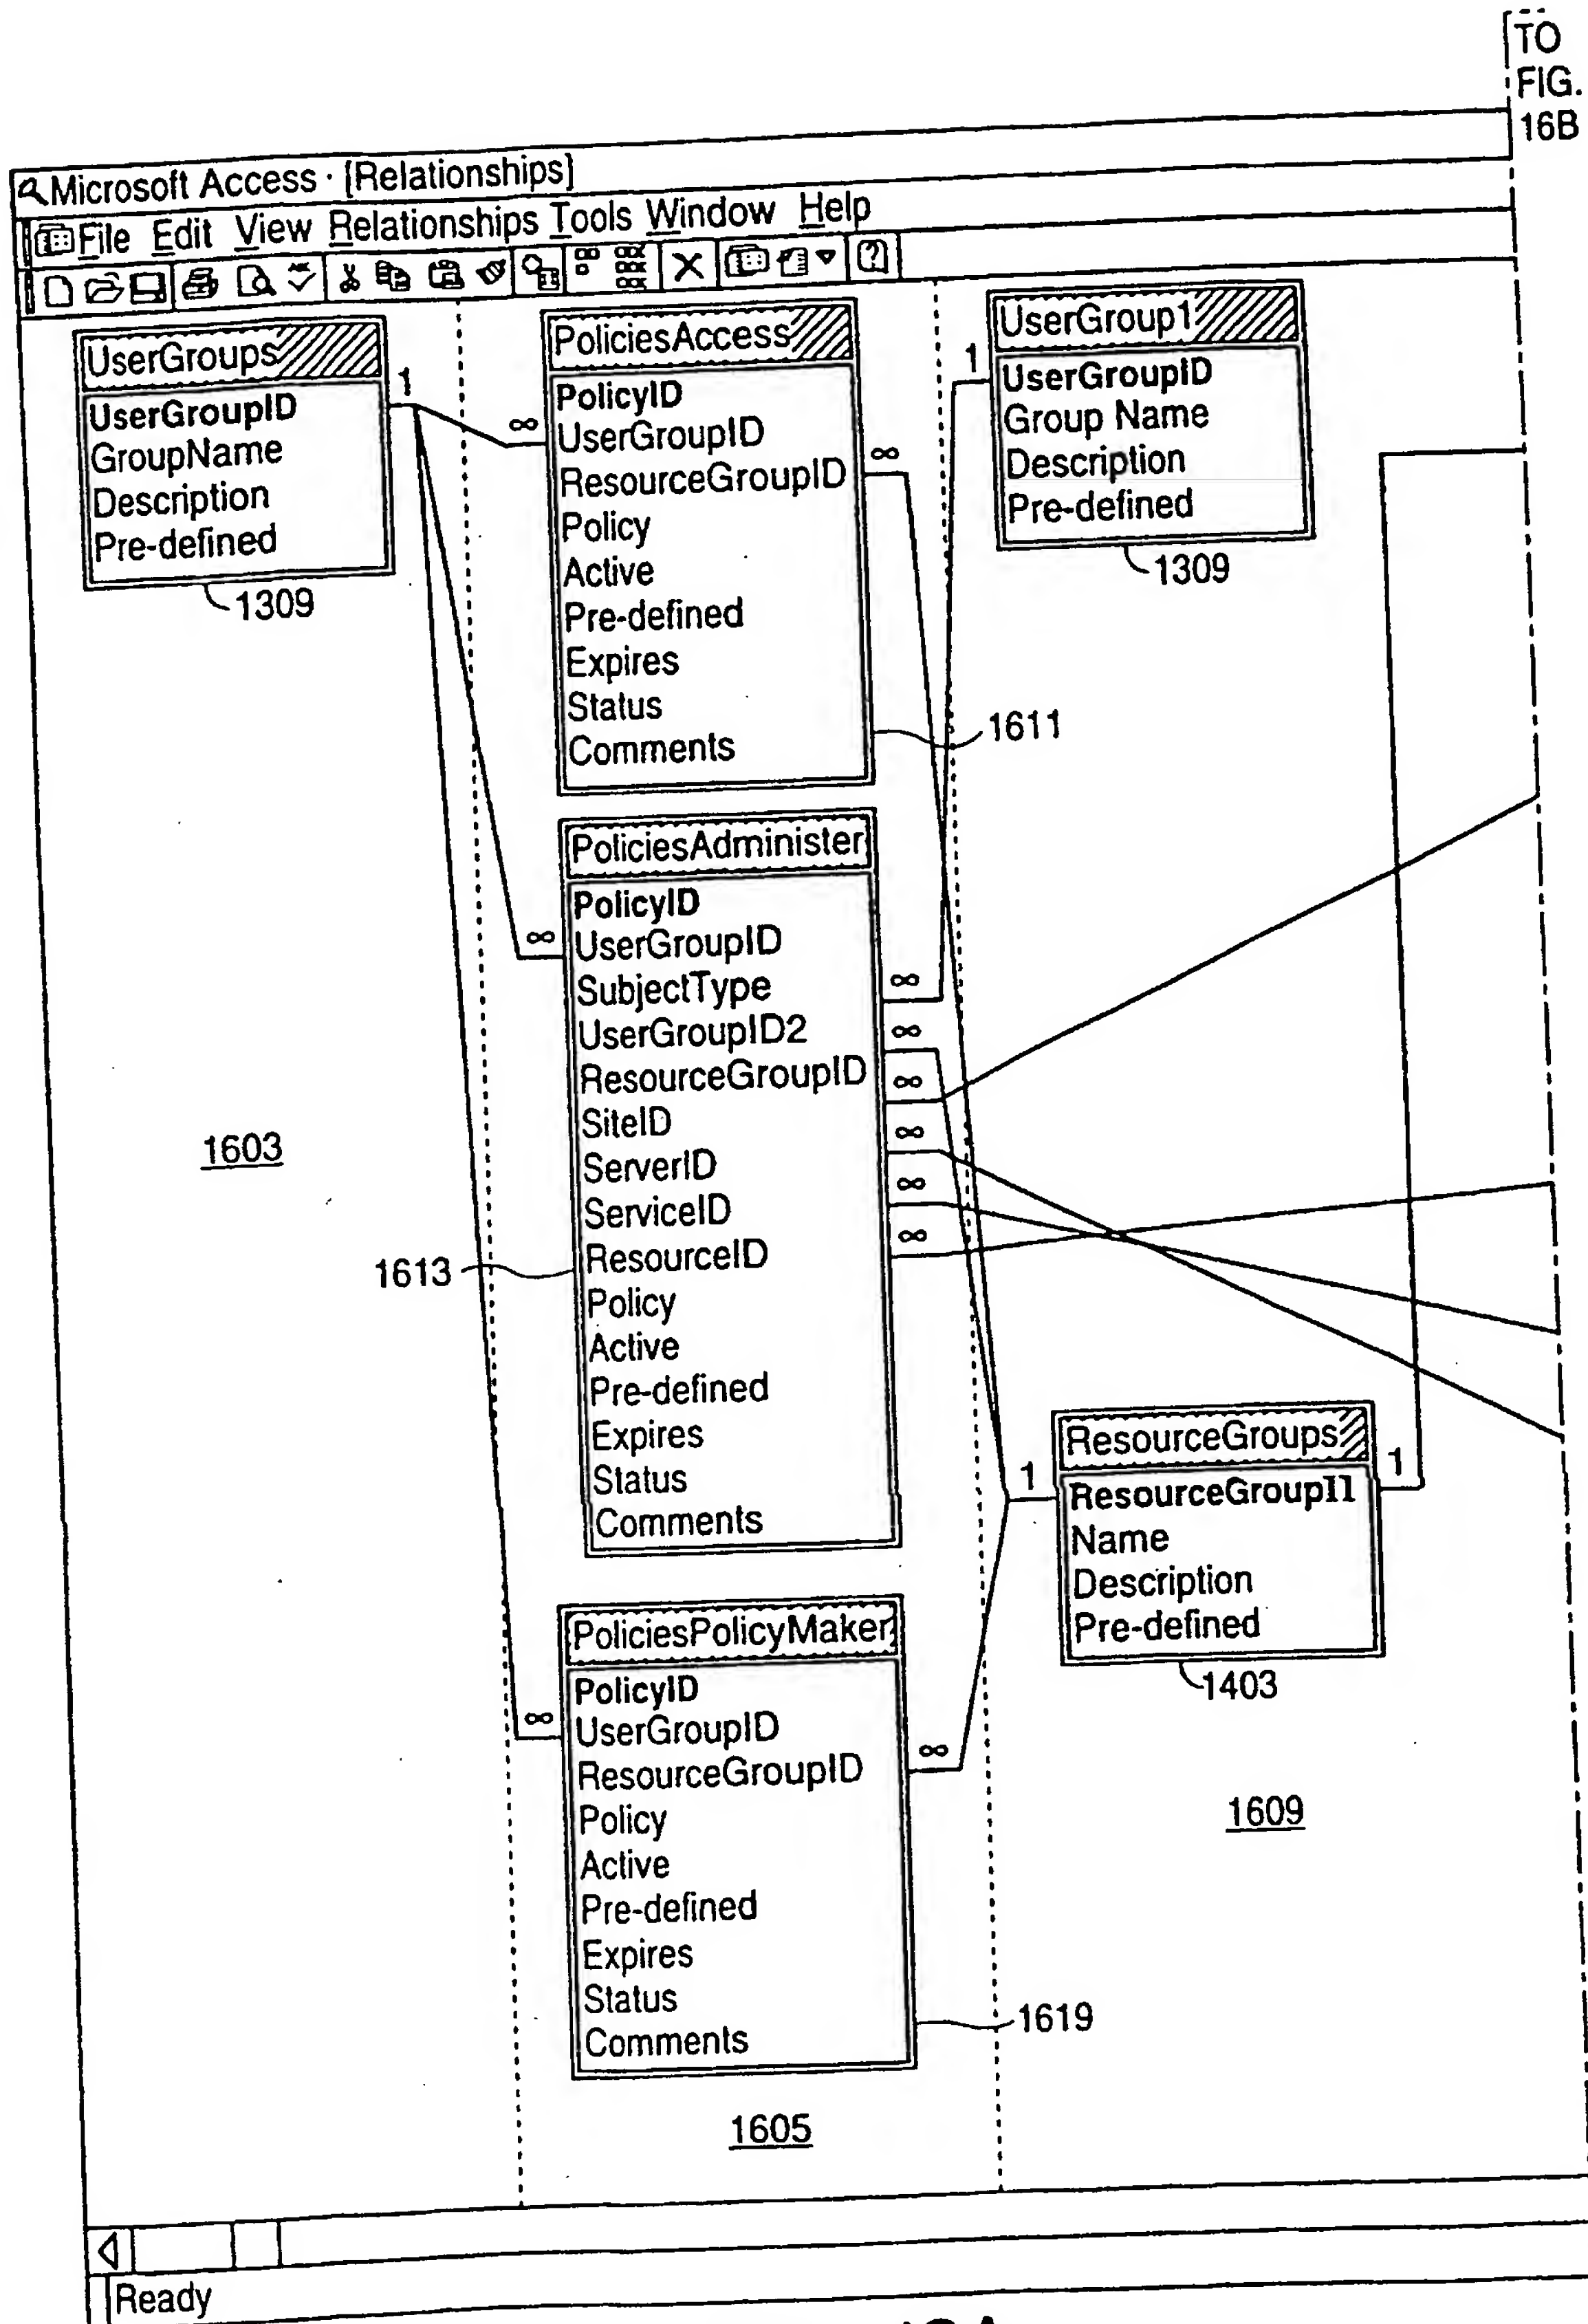 TO
FIG.
16B
Microsoft Access · [Relationships]
File Edit View Relationships Tools Window Help
UserGroups
UserGroupID
GroupName
Description
Pre-defined
1309
1
∞
PoliciesAccess
PolicyID
UserGroupID
ResourceGroupID
Policy
Active
Pre-defined
Expires
Status
Comments
∞
1611
1
UserGroup1
UserGroupID
Group Name
Description
Pre-defined
1309
PoliciesAdminister
PolicyID
UserGroupID
SubjectType
UserGroupID2
ResourceGroupID
SiteID
ServerID
ServiceID
ResourceID
Policy
Active
Pre-defined
Expires
Status
Comments
∞
∞
∞
∞
∞
∞
∞
1603
1613
1
ResourceGroups
ResourceGroupII
Name
Description
Pre-defined
1
1403
PoliciesPolicyMaker
PolicyID
UserGroupID
ResourceGroupID
Policy
Active
Pre-defined
Expires
Status
Comments
∞
∞
1619
1609
1605
Ready